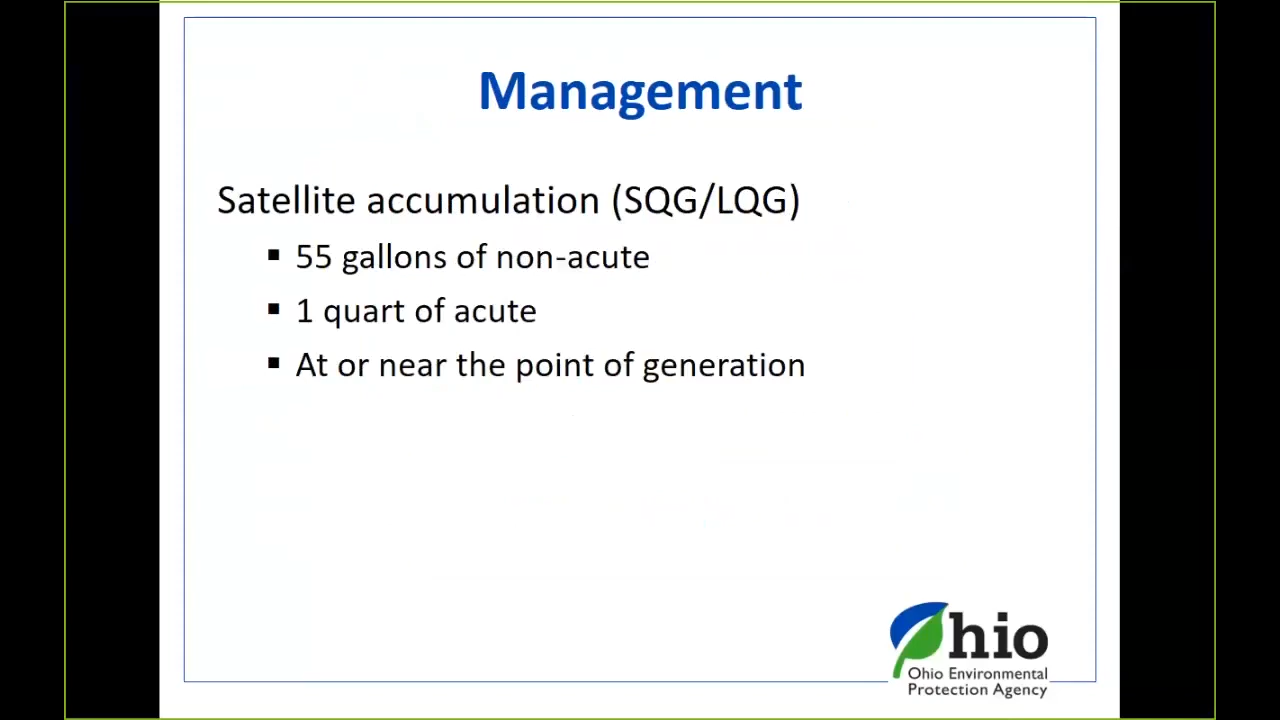 Management
Satellite accumulation (SQG/LQG)
▪ 55 gallons of non-acute
▪ 1 quart of acute
▪ At or near the point of generation
Ohio
Ohio Environmental
Protection Agency